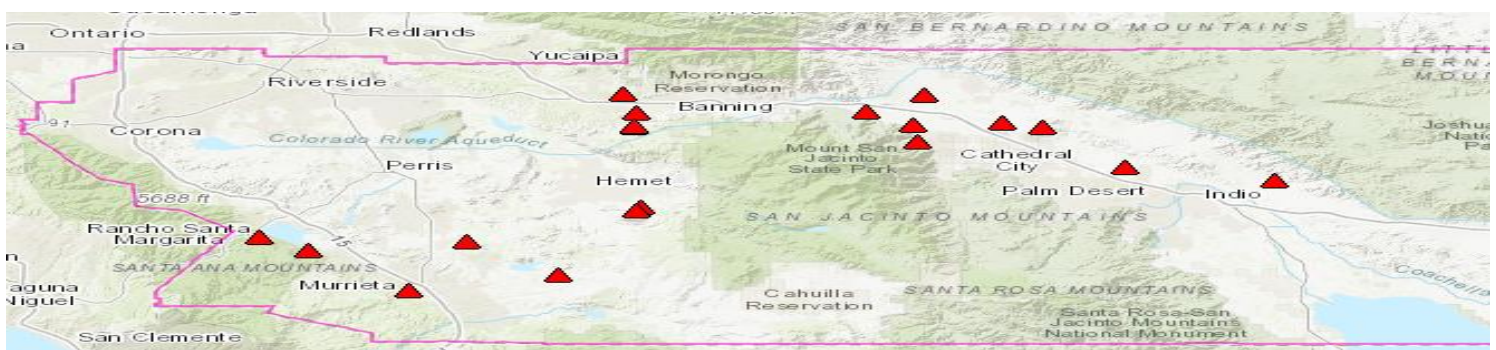 Ontario
Redlands
SAN BERNARDINO MOUNTAINS
Yucaipa
Riverside
Morongo
Reservation
Banning
91
Corona
Colorado River Aqueduct
Perris
Mount San
Jacinto
State Park
Cathedral
City
Hemet
Palm Desert
Indio
5688 ft
SAN JACINTO MOUNTAINS
Rancho Santa
Margarita
15
SANTA ANA MOUNTAINS
Murrieta
Niguel
Cahuilla
Reservation
SANTA ROSA MOUNTAINS
Coachella
Santa Rosa-San
Jacinto Mountains
National Monument
San Clemente